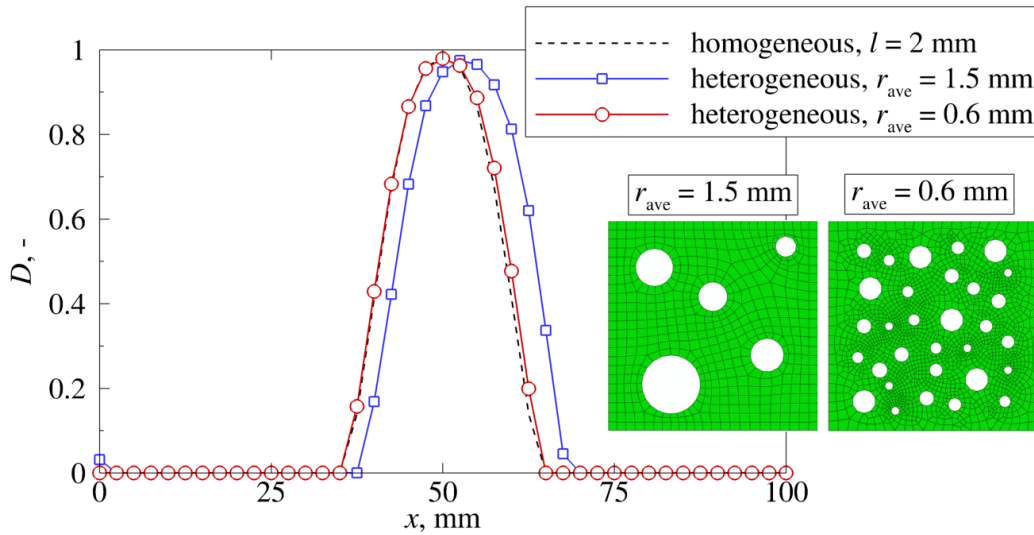 homogeneous, l = 2 mm
heterogeneous, rave = 1.5 mm
heterogeneous, rave = 0.6 mm
1
0.8
0.6
0.4
0.2
0
D, -
rave = 1.5 mm
rave = 0.6 mm
0
25
50
75
100
x, mm